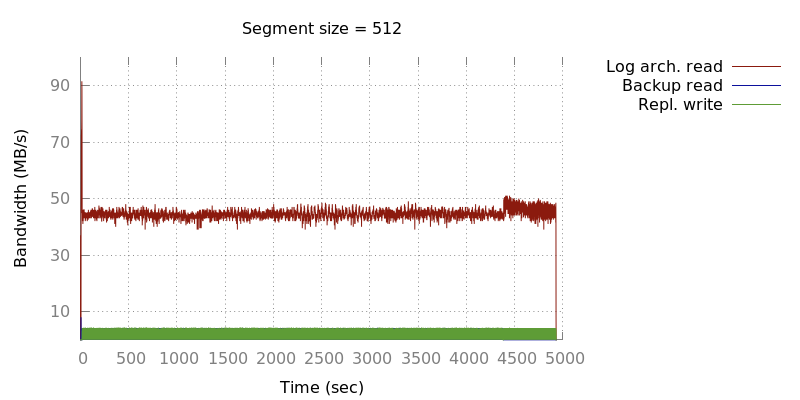 Segment size = 512
Log arch. read
Backup read
Repl. write
90
70
50
30
10
Bandwidth (MB/s)
0 500 1000 1500 2000 2500 3000 3500 4000 4500 5000
Time (sec)